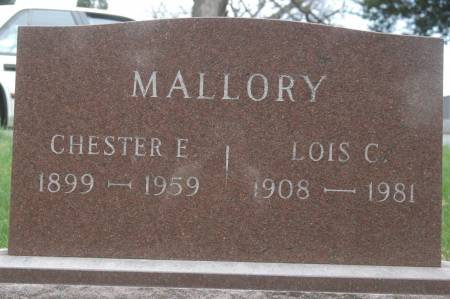 MALLORY
CHESTER E. LOIS C.
1899 — 1959 1908 — 1981